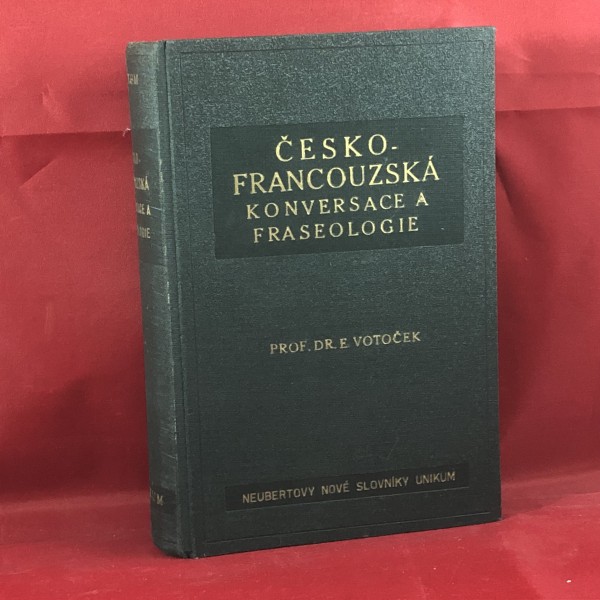 ČESKO-
FRANCOUZSKÁ
KONVERSACE A
FRASEOLOGIE
PROF. DR. E. VOTOČEK
NEUBERTOVY NOVÉ SLOVNÍKY UNIKUM